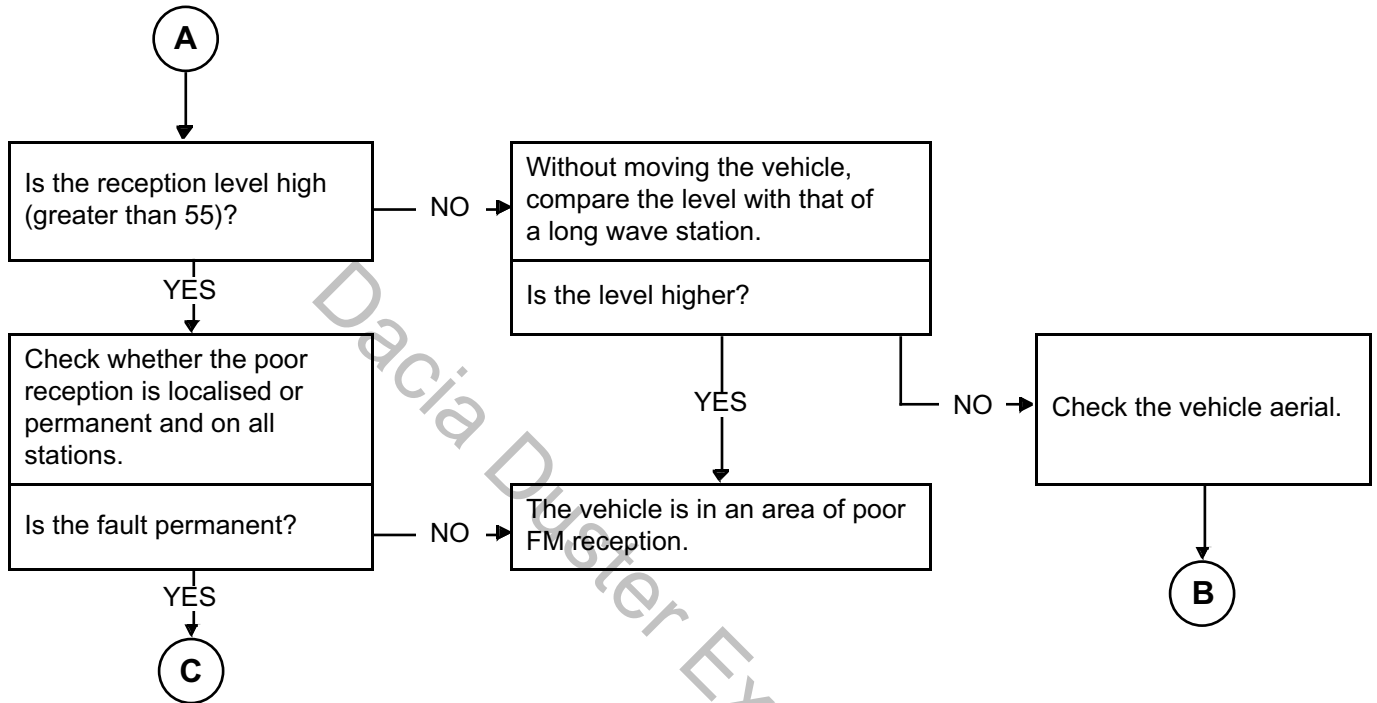 A
Is the reception level high
(greater than 55)?
NO
Without moving the vehicle,
compare the level with that of
a long wave station.
Is the level higher?
YES
Check whether the poor
reception is localised or
permanent and on all
stations.
Is the fault permanent?
NO
YES
The vehicle is in an area of poor
FM reception.
NO
Check the vehicle aerial.
YES
B
C
Dacia Duster